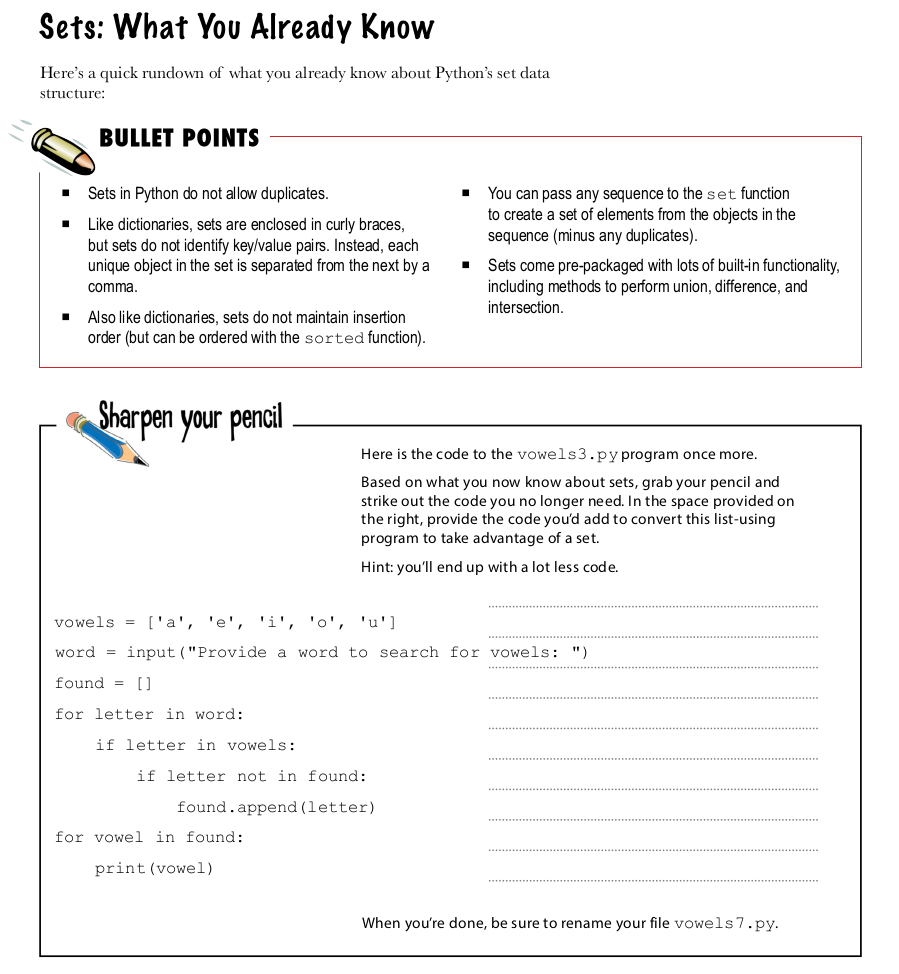 Sets: What You Already Know
Here's a quick rundown of what you already know about Python's set data
structure:
BULLET POINTS
■ Sets in Python do not allow duplicates.
■ Like dictionaries, sets are enclosed in curly braces,
but sets do not identify key/value pairs. Instead, each
unique object in the set is separated from the next by a
comma.
■ Also like dictionaries, sets do not maintain insertion
order (but can be ordered with the sorted function).
■ You can pass any sequence to the set function
to create a set of elements from the objects in the
sequence (minus any duplicates).
■ Sets come pre-packaged with lots of built-in functionality,
including methods to perform union, difference, and
intersection.
Sharpen your pencil
Here is the code to the vowels3.py program once more.
Based on what you now know about sets, grab your pencil and
strike out the code you no longer need. In the space provided on
the right, provide the code you'd add to convert this list-using
program to take advantage of a set.
Hint: you'll end up with a lot less code.
vowels = ['a', 'e', 'i', 'o', 'u']
word = input("Provide a word to search for vowels: ")
found = []
for letter in word:
    if letter in vowels:
        if letter not in found:
            found.append(letter)
for vowel in found:
    print(vowel)
When you're done, be sure to rename your file vowels7.py.